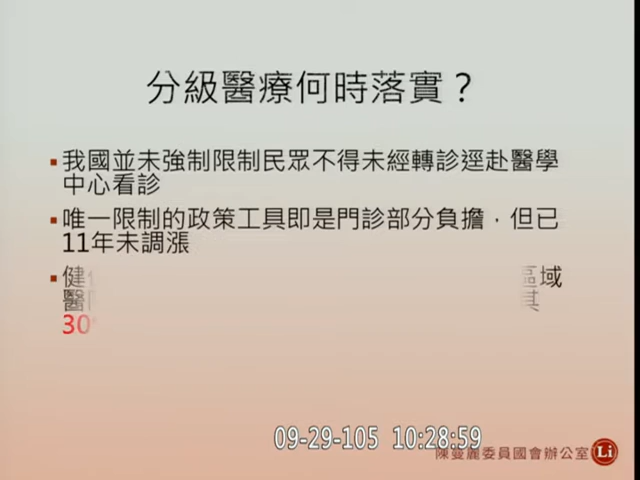 分級醫療何時落實？
▪我國並未強制限制民眾不得未經轉診逕赴醫學
中心看診
▪唯一限制的政策工具即是門診部分負擔，但已
11年未調漲
▪健 區域
醫 其
30
09-29-105 10:28:59
陳曼麗委員國會辦公室 Li